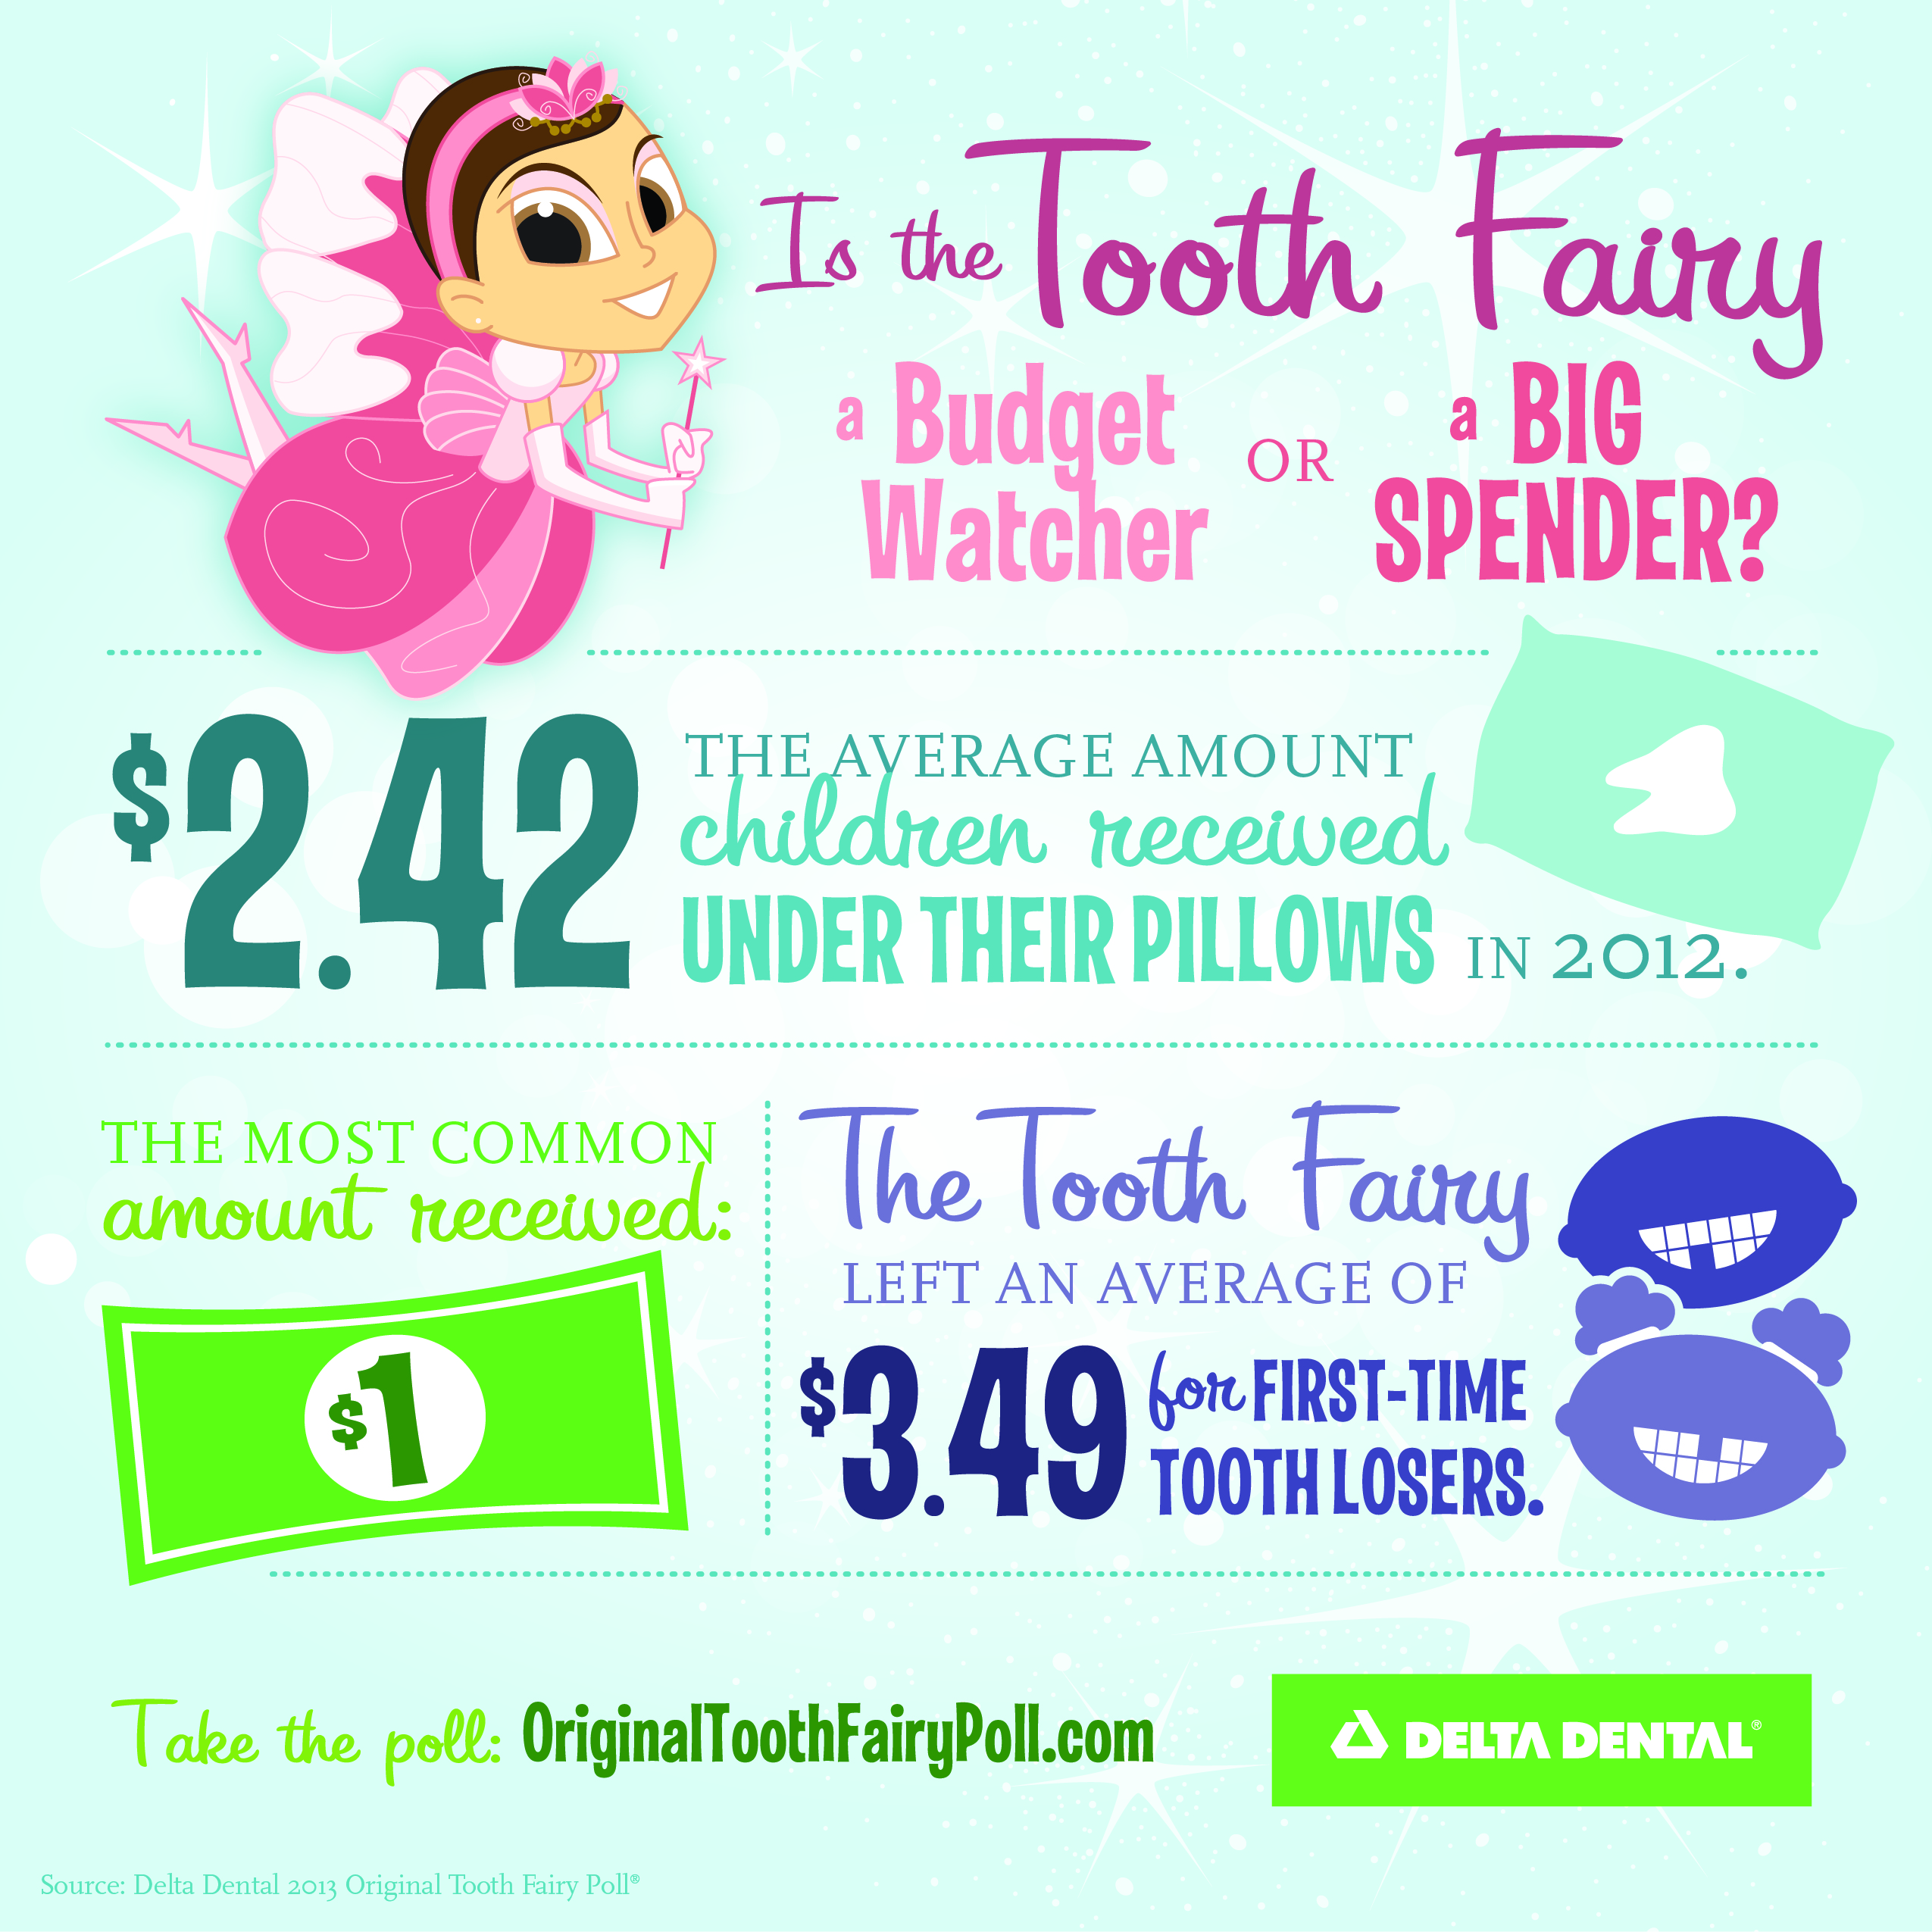 Is the Tooth Fairy
a Budget Watcher OR a BIG SPENDER?
$2.42
THE AVERAGE AMOUNT
children received
UNDER THEIR PILLOWS IN 2012.
THE MOST COMMON
amount received:
$1
The Tooth Fairy
LEFT AN AVERAGE OF
$3.49 for FIRST-TIME
TOOTH LOSERS.
Take the poll: OriginalToothFairyPoll.com
DELTA DENTAL®
Source: Delta Dental 2013 Original Tooth Fairy Poll®